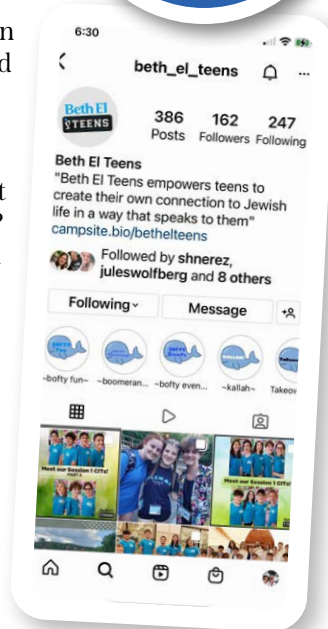 6:30
beth_el_teens
Beth El
TEENS
386 162 247
Posts Followers Following
Beth El Teens
"Beth El Teens empowers teens to
create their own connection to Jewish
life in a way that speaks to them"
campsite.bio/bethelteens
Followed by shnerez,
juleswolfberg and 8 others
Following Message
~bofty fun~ ~boomeran... ~bofty even... ~kallah~ Takeov
Meet our Session 1 CITs!
Meet our Session 1 CITs!